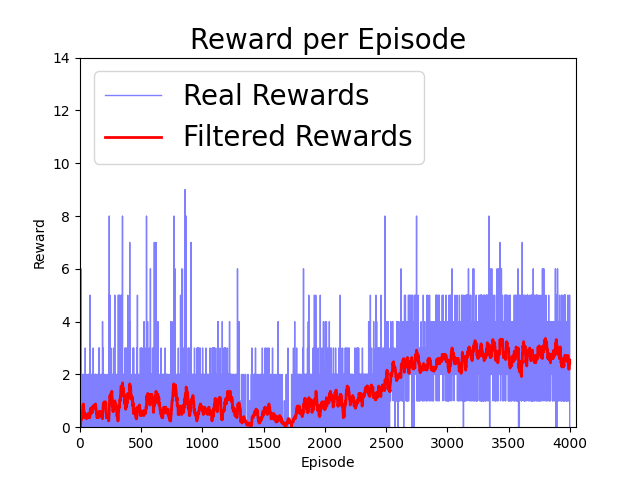 Reward per Episode
Real Rewards
Filtered Rewards
Reward
14
12
10
8
6
4
2
0
0 500 1000 1500 2000 2500 3000 3500 4000
Episode